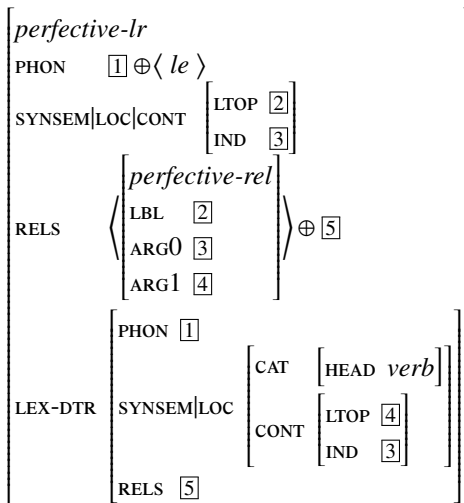 perfective-lr
PHON 1 ⊕⟨ le ⟩
SYNSEM|LOC|CONT [LTOP 2
IND 3]
perfective-rel
LBL 2
RELS ⟨ARG0 3⟩ ⊕ 5
ARG1 4
PHON 1
CAT [HEAD verb]
LEX-DTR SYNSEM|LOC
CONT [LTOP 4
IND 3]
RELS 5